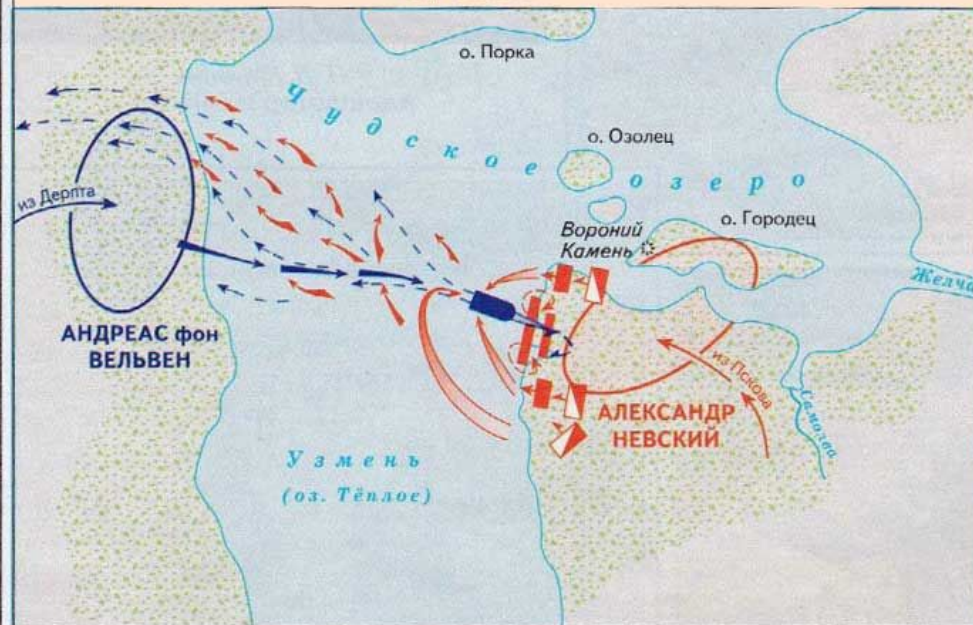 о. Порка
Чудское озеро
о. Озолец
о. Городец
Вороний
Камень
Желча
из Дерпта
АНДРЕАС фон
ВЕЛЬВЕН
из Пскова
АЛЕКСАНДР
НЕВСКИЙ
Самолва
Узмень
(оз. Тёплое)